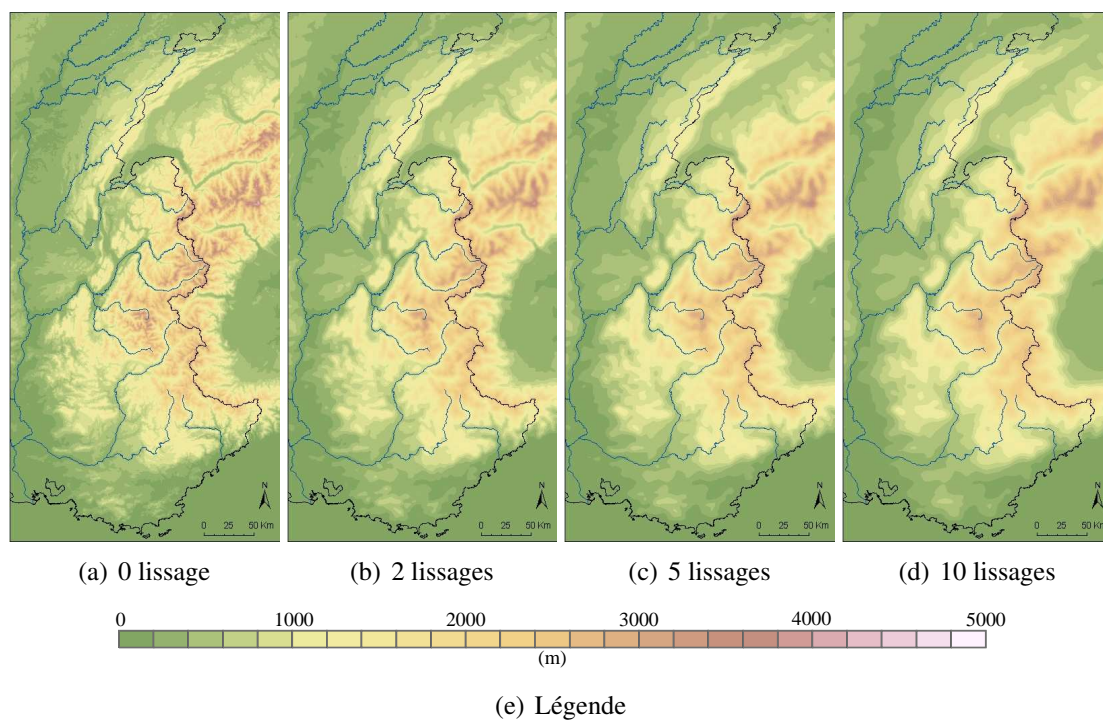 N N N N
0 25 50 Km 0 25 50 Km 0 25 50 Km 0 25 50 Km
(a) 0 lissage (b) 2 lissages (c) 5 lissages (d) 10 lissages
0 1000 2000 3000 4000 5000
(m)
(e) Légende